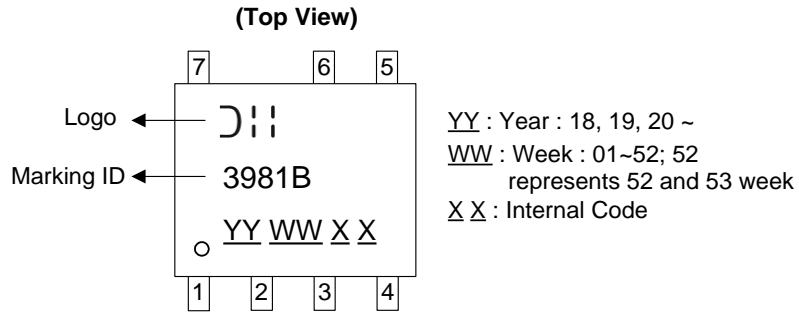 (Top View)
7 6 5
Logo
3981B
Marking ID
YY WW X X
1 2 3 4
YY : Year : 18, 19, 20 ~
WW : Week : 01~52; 52
represents 52 and 53 week
X X : Internal Code